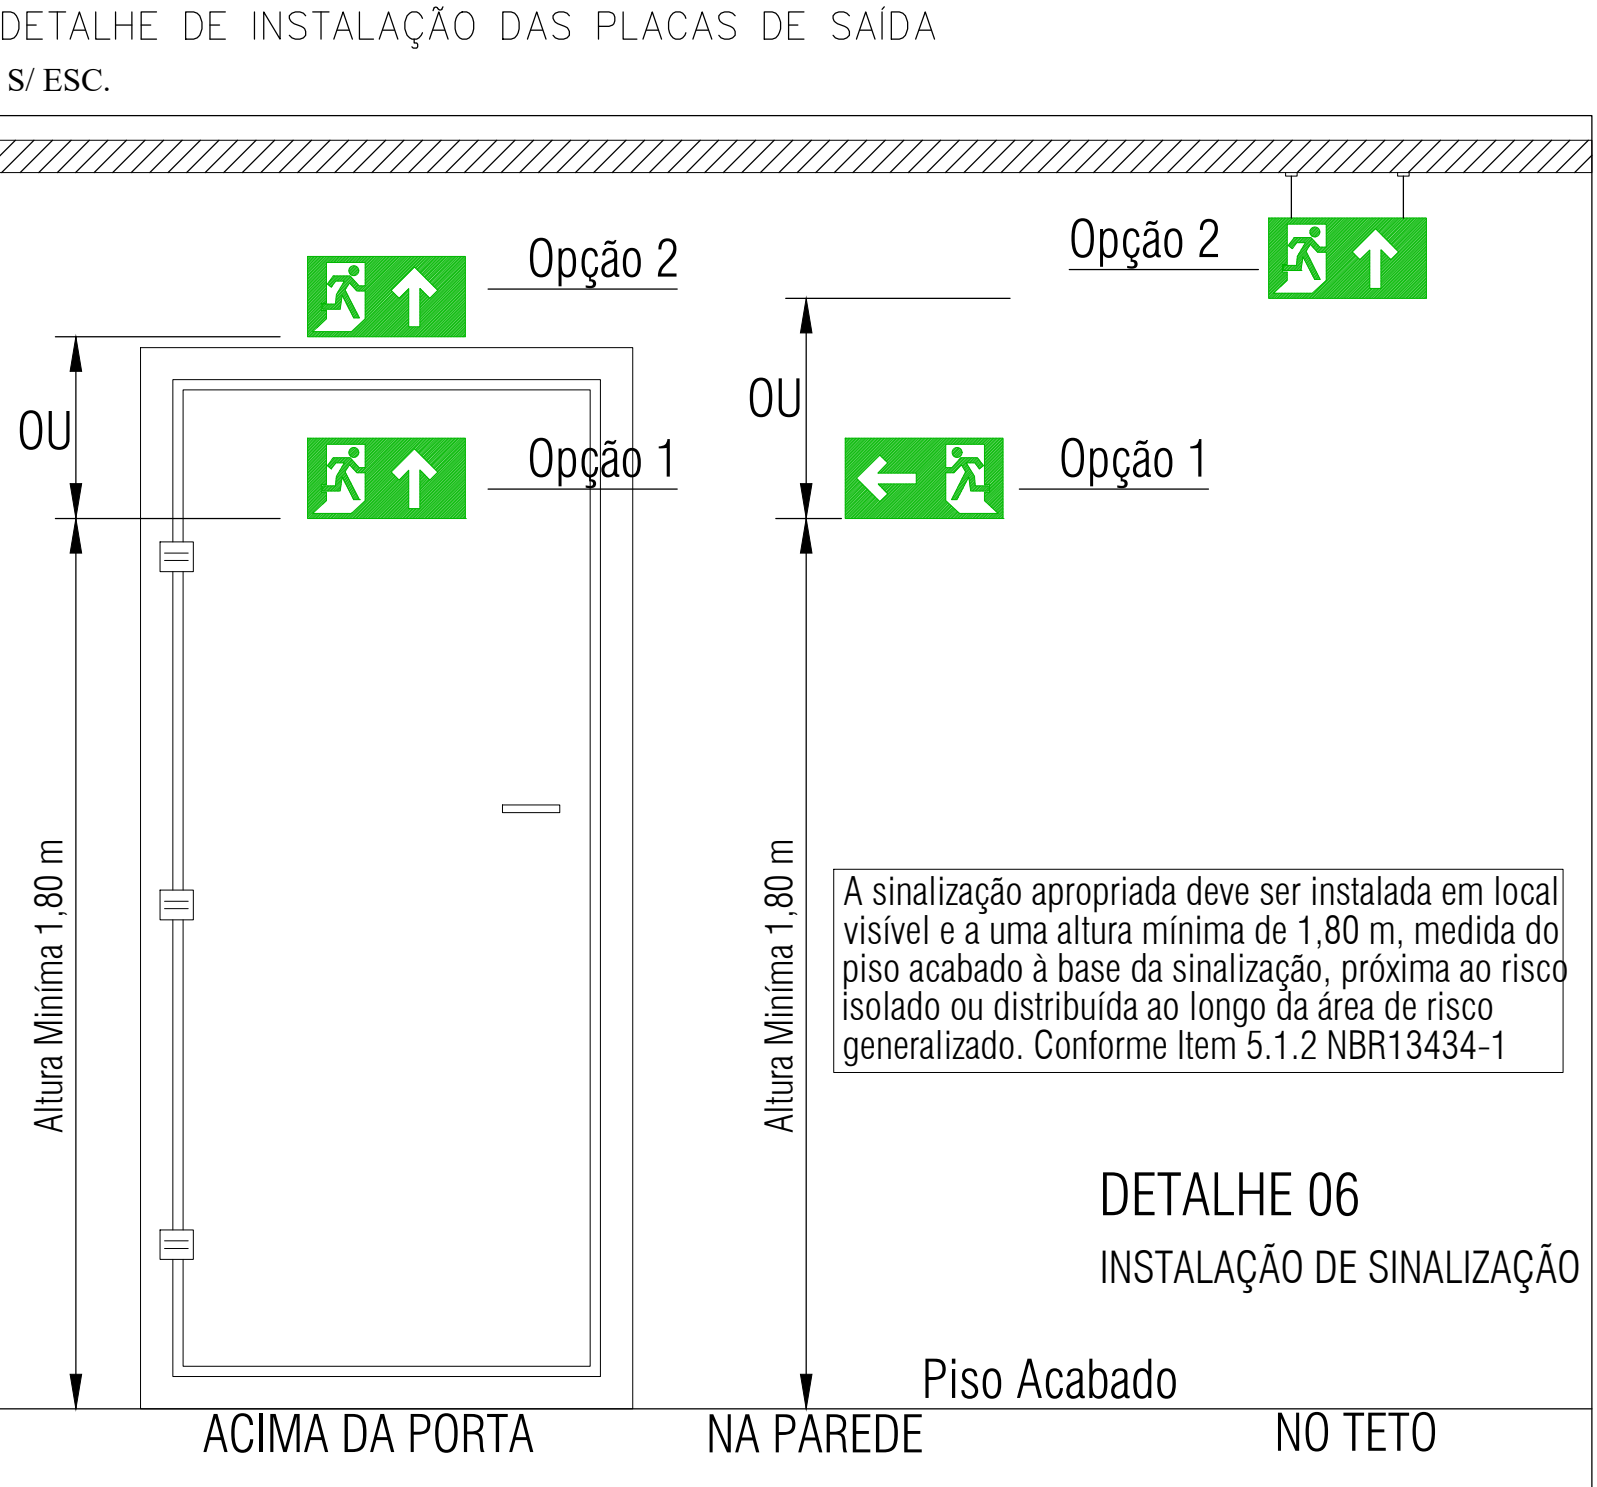 DETALHE DE INSTALAÇÃO DAS PLACAS DE SAÍDA
S/ ESC.
Opção 2
Opção 2
OU
OU
Opção 1
Opção 1
Altura Miníma 1,80 m
Altura Miníma 1,80 m
A sinalização apropriada deve ser instalada em local
visível e a uma altura mínima de 1,80 m, medida do
piso acabado à base da sinalização, próxima ao risco
isolado ou distribuída ao longo da área de risco
generalizado. Conforme Item 5.1.2 NBR13434-1
DETALHE 06
INSTALAÇÃO DE SINALIZAÇÃO
Piso Acabado
ACIMA DA PORTA
NA PAREDE
NO TETO